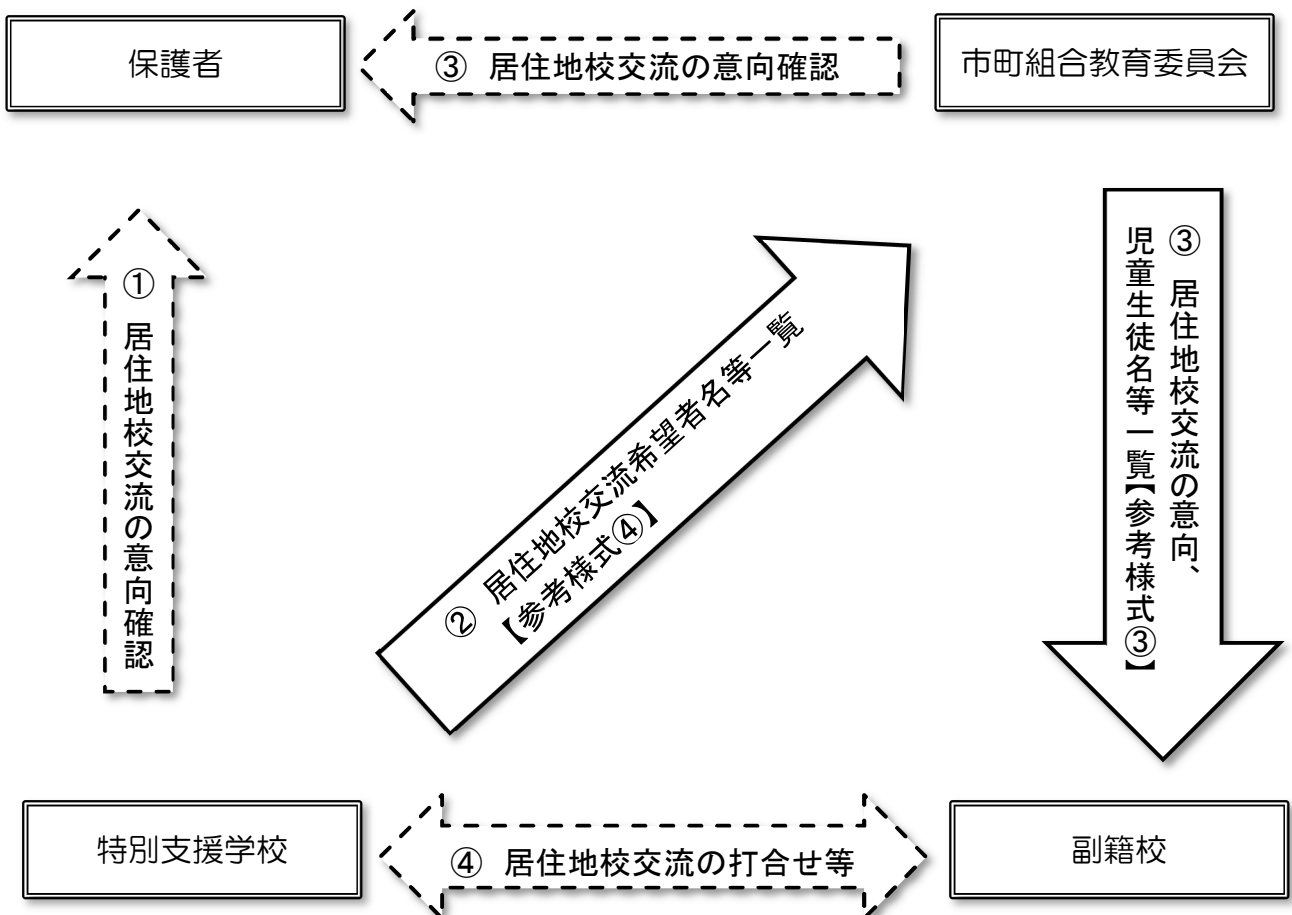 保護者
③ 居住地校交流の意向確認
市町組合教育委員会
① 居住地校交流の意向確認
② 居住地校交流希望者名等一覧
【参考様式④】
③ 居住地校交流の意向、
児童生徒名等一覧【参考様式③】
特別支援学校
④ 居住地校交流の打合せ等
副籍校